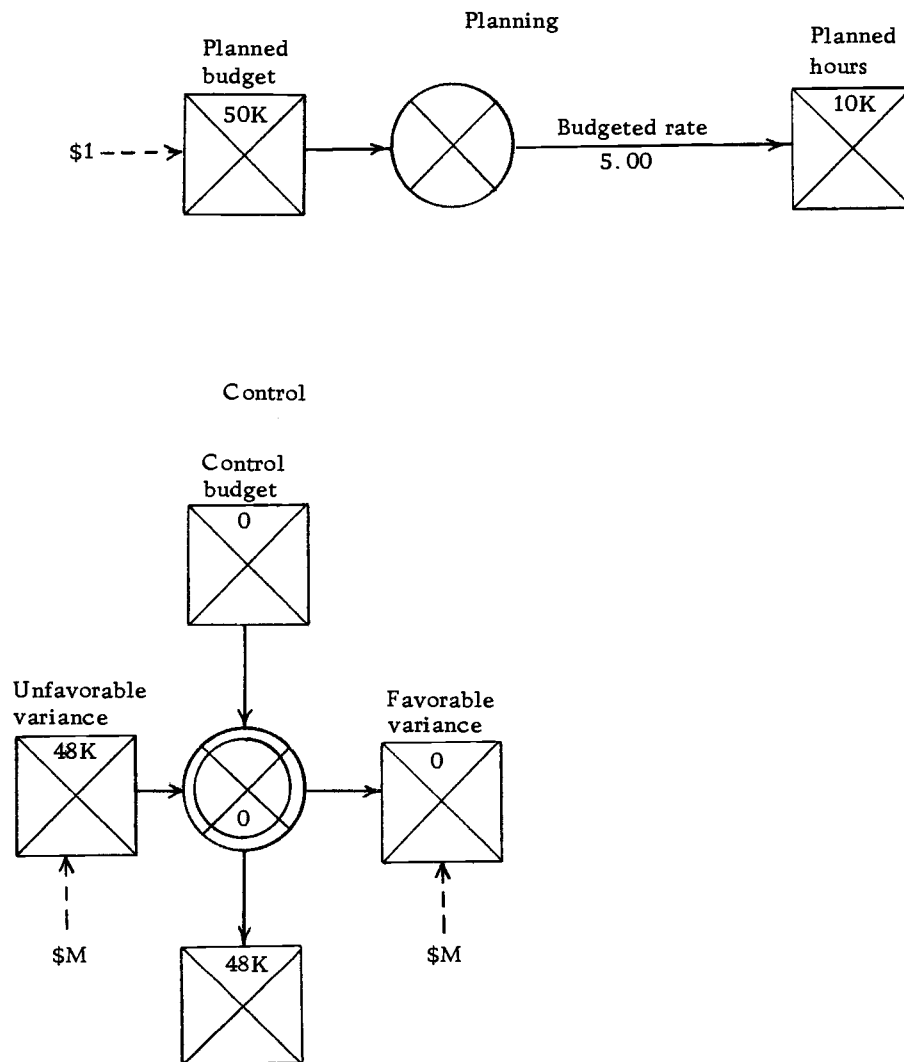 Planning
Planned
budget
Planned
hours
50K
10K
$1
Budgeted rate
5.00
Control
Control
budget
0
Unfavorable
variance
Favorable
variance
48K
0
0
$M
$M
48K